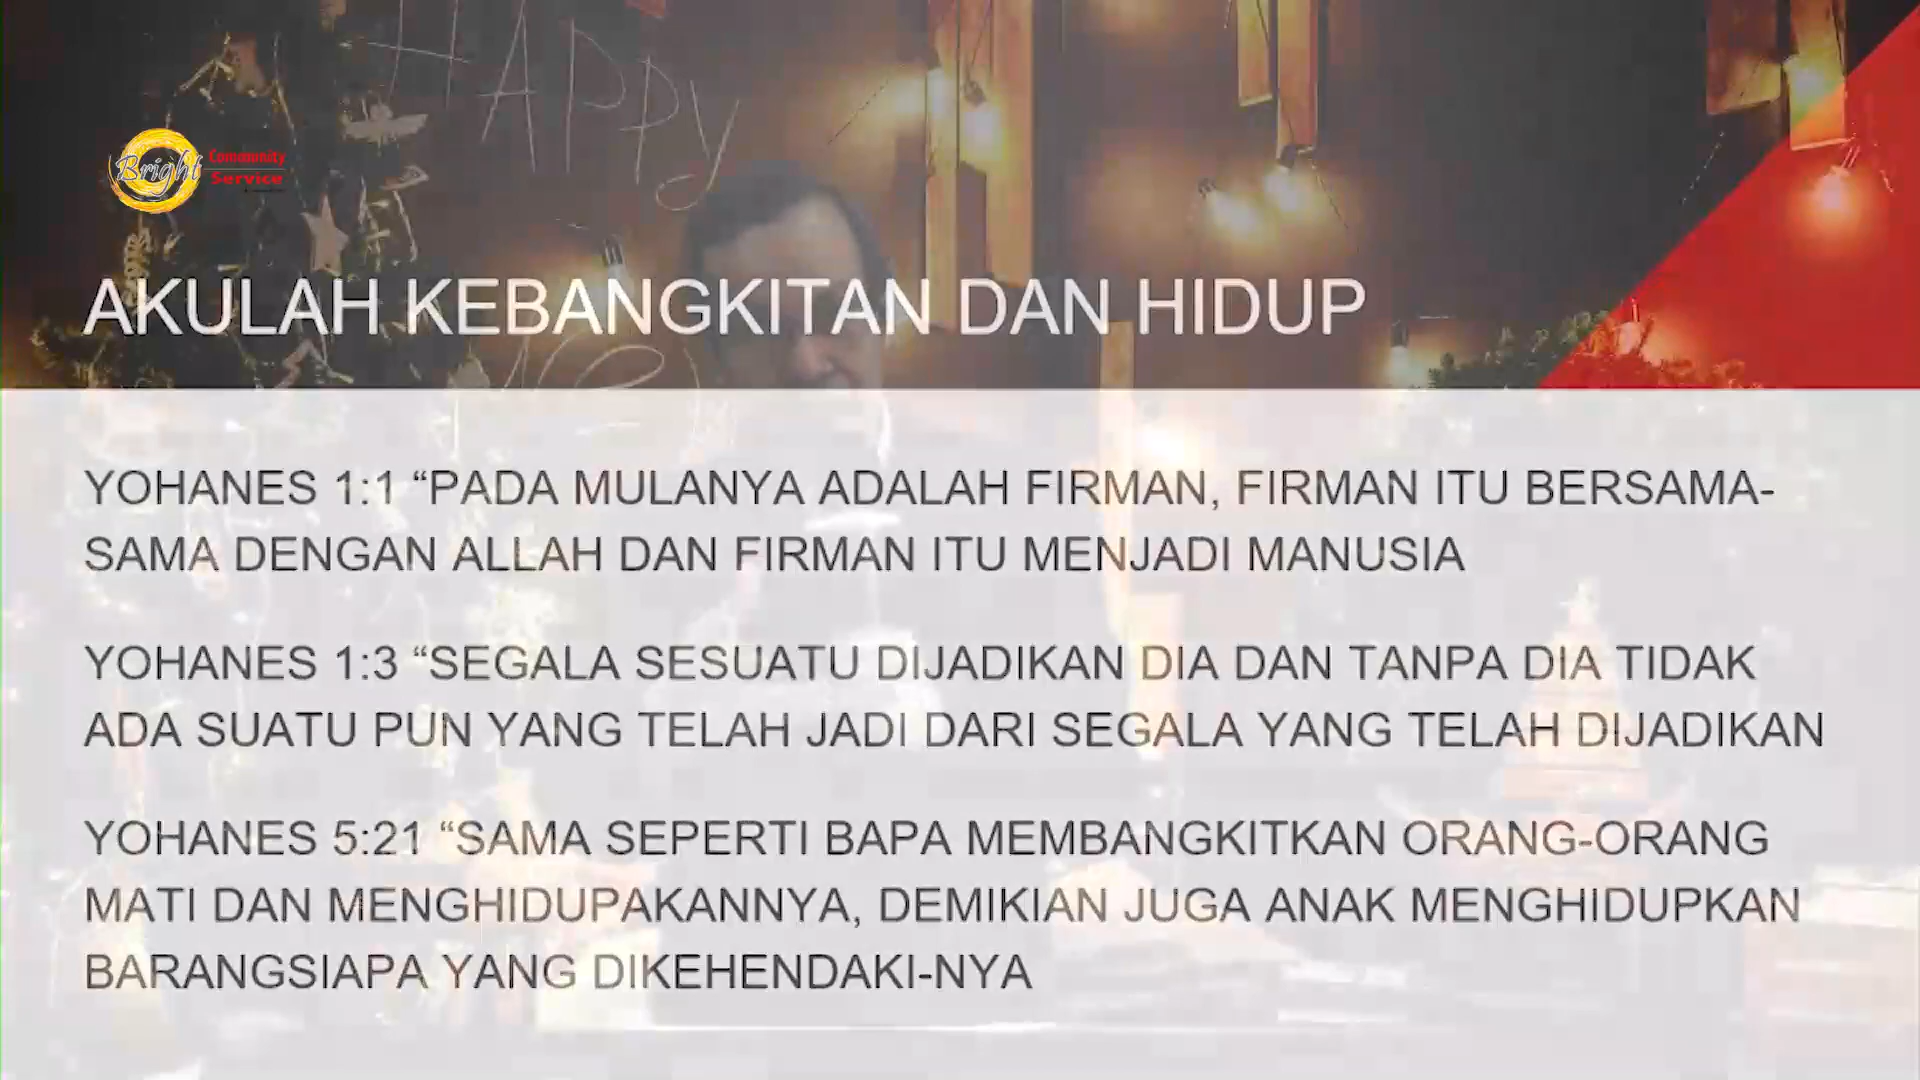 HAPPY
Bright
Community
Service
AKULAH KEBANGKITAN DAN HIDUP
YOHANES 1:1 “PADA MULANYA ADALAH FIRMAN, FIRMAN ITU BERSAMA-
SAMA DENGAN ALLAH DAN FIRMAN ITU MENJADI MANUSIA
YOHANES 1:3 “SEGALA SESUATU DIJADIKAN DIA DAN TANPA DIA TIDAK
ADA SUATU PUN YANG TELAH JADI DARI SEGALA YANG TELAH DIJADIKAN
YOHANES 5:21 “SAMA SEPERTI BAPA MEMBANGKITKAN ORANG-ORANG
MATI DAN MENGHIDUPAKANNYA, DEMIKIAN JUGA ANAK MENGHIDUPKAN
BARANGSIAPA YANG DIKEHENDAKI-NYA